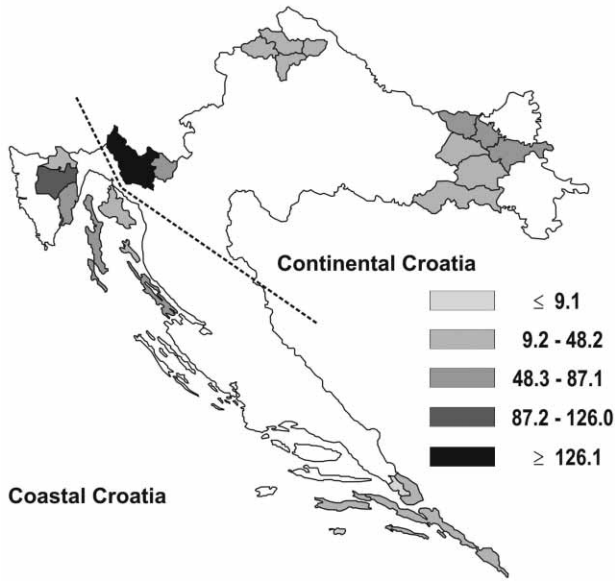 Continental Croatia
≤ 9.1
9.2 - 48.2
48.3 - 87.1
87.2 - 126.0
≥ 126.1
Coastal Croatia